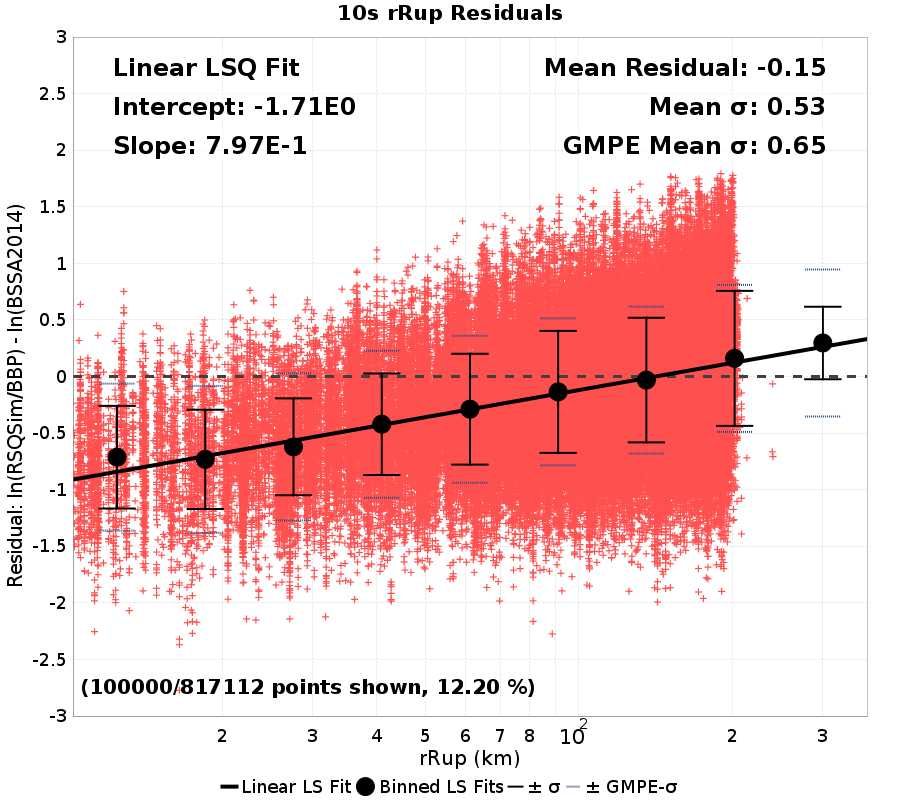 10s rRup Residuals
Linear LSQ Fit
Intercept: -1.71E0
Slope: 7.97E-1
Mean Residual: -0.15
Mean σ: 0.53
GMPE Mean σ: 0.65
Residual: ln(RSQSim/BBP) - ln(BSSA2014)
3
2.5
2
1.5
1
0.5
0
-0.5
-1
-1.5
-2
-2.5
-3
(100000/817112 points shown, 12.20 %)
2 3 4 5 6 7 8 10² 2 3
rRup (km)
Linear LS Fit Binned LS Fits ± σ ± GMPE-σ